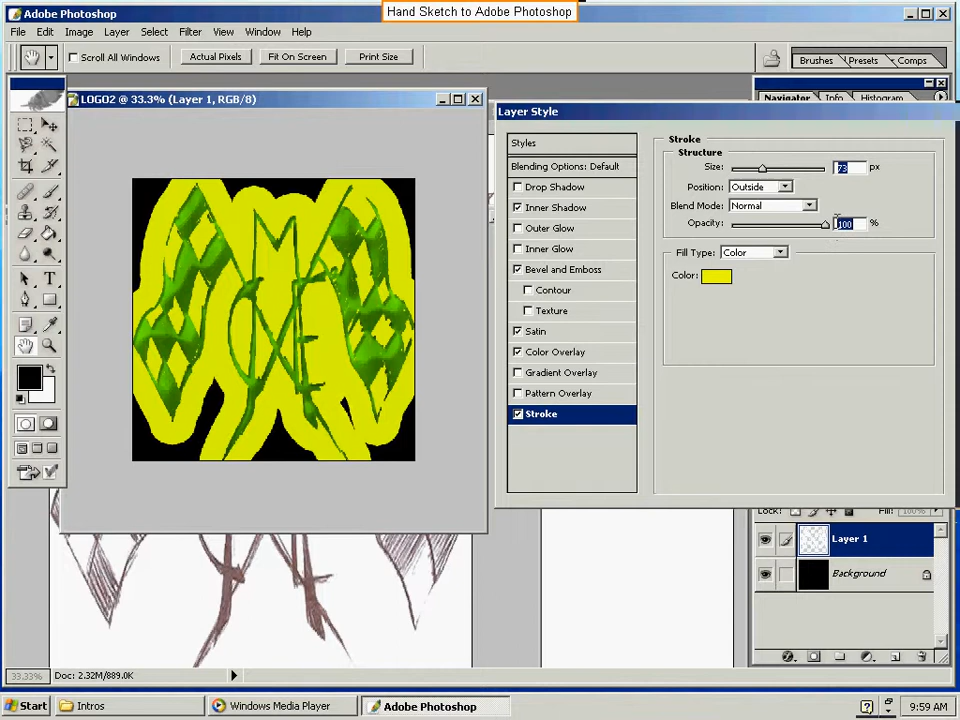 Hand Sketch to Adobe Photoshop
Adobe Photoshop
File Edit Image Layer Select Filter View Window Help
Scroll All Windows Actual Pixels Fit On Screen Print Size
Brushes Presets Comps
Navigator Info Histogram
LOGO2 @ 33.3% (Layer 1, RGB/8)
Layer Style
Styles
Blending Options: Default
Drop Shadow
Inner Shadow
Outer Glow
Inner Glow
Bevel and Emboss
Contour
Texture
Satin
Color Overlay
Gradient Overlay
Pattern Overlay
Stroke
Stroke
Structure
Size: 73 px
Position: Outside
Blend Mode: Normal
Opacity: 100 %
Fill Type: Color
Color:
Lock: Fill: 100%
Layer 1
Background
33.33% Doc: 2.32M/889.0K
Start Intros Windows Media Player Adobe Photoshop 9:59 AM